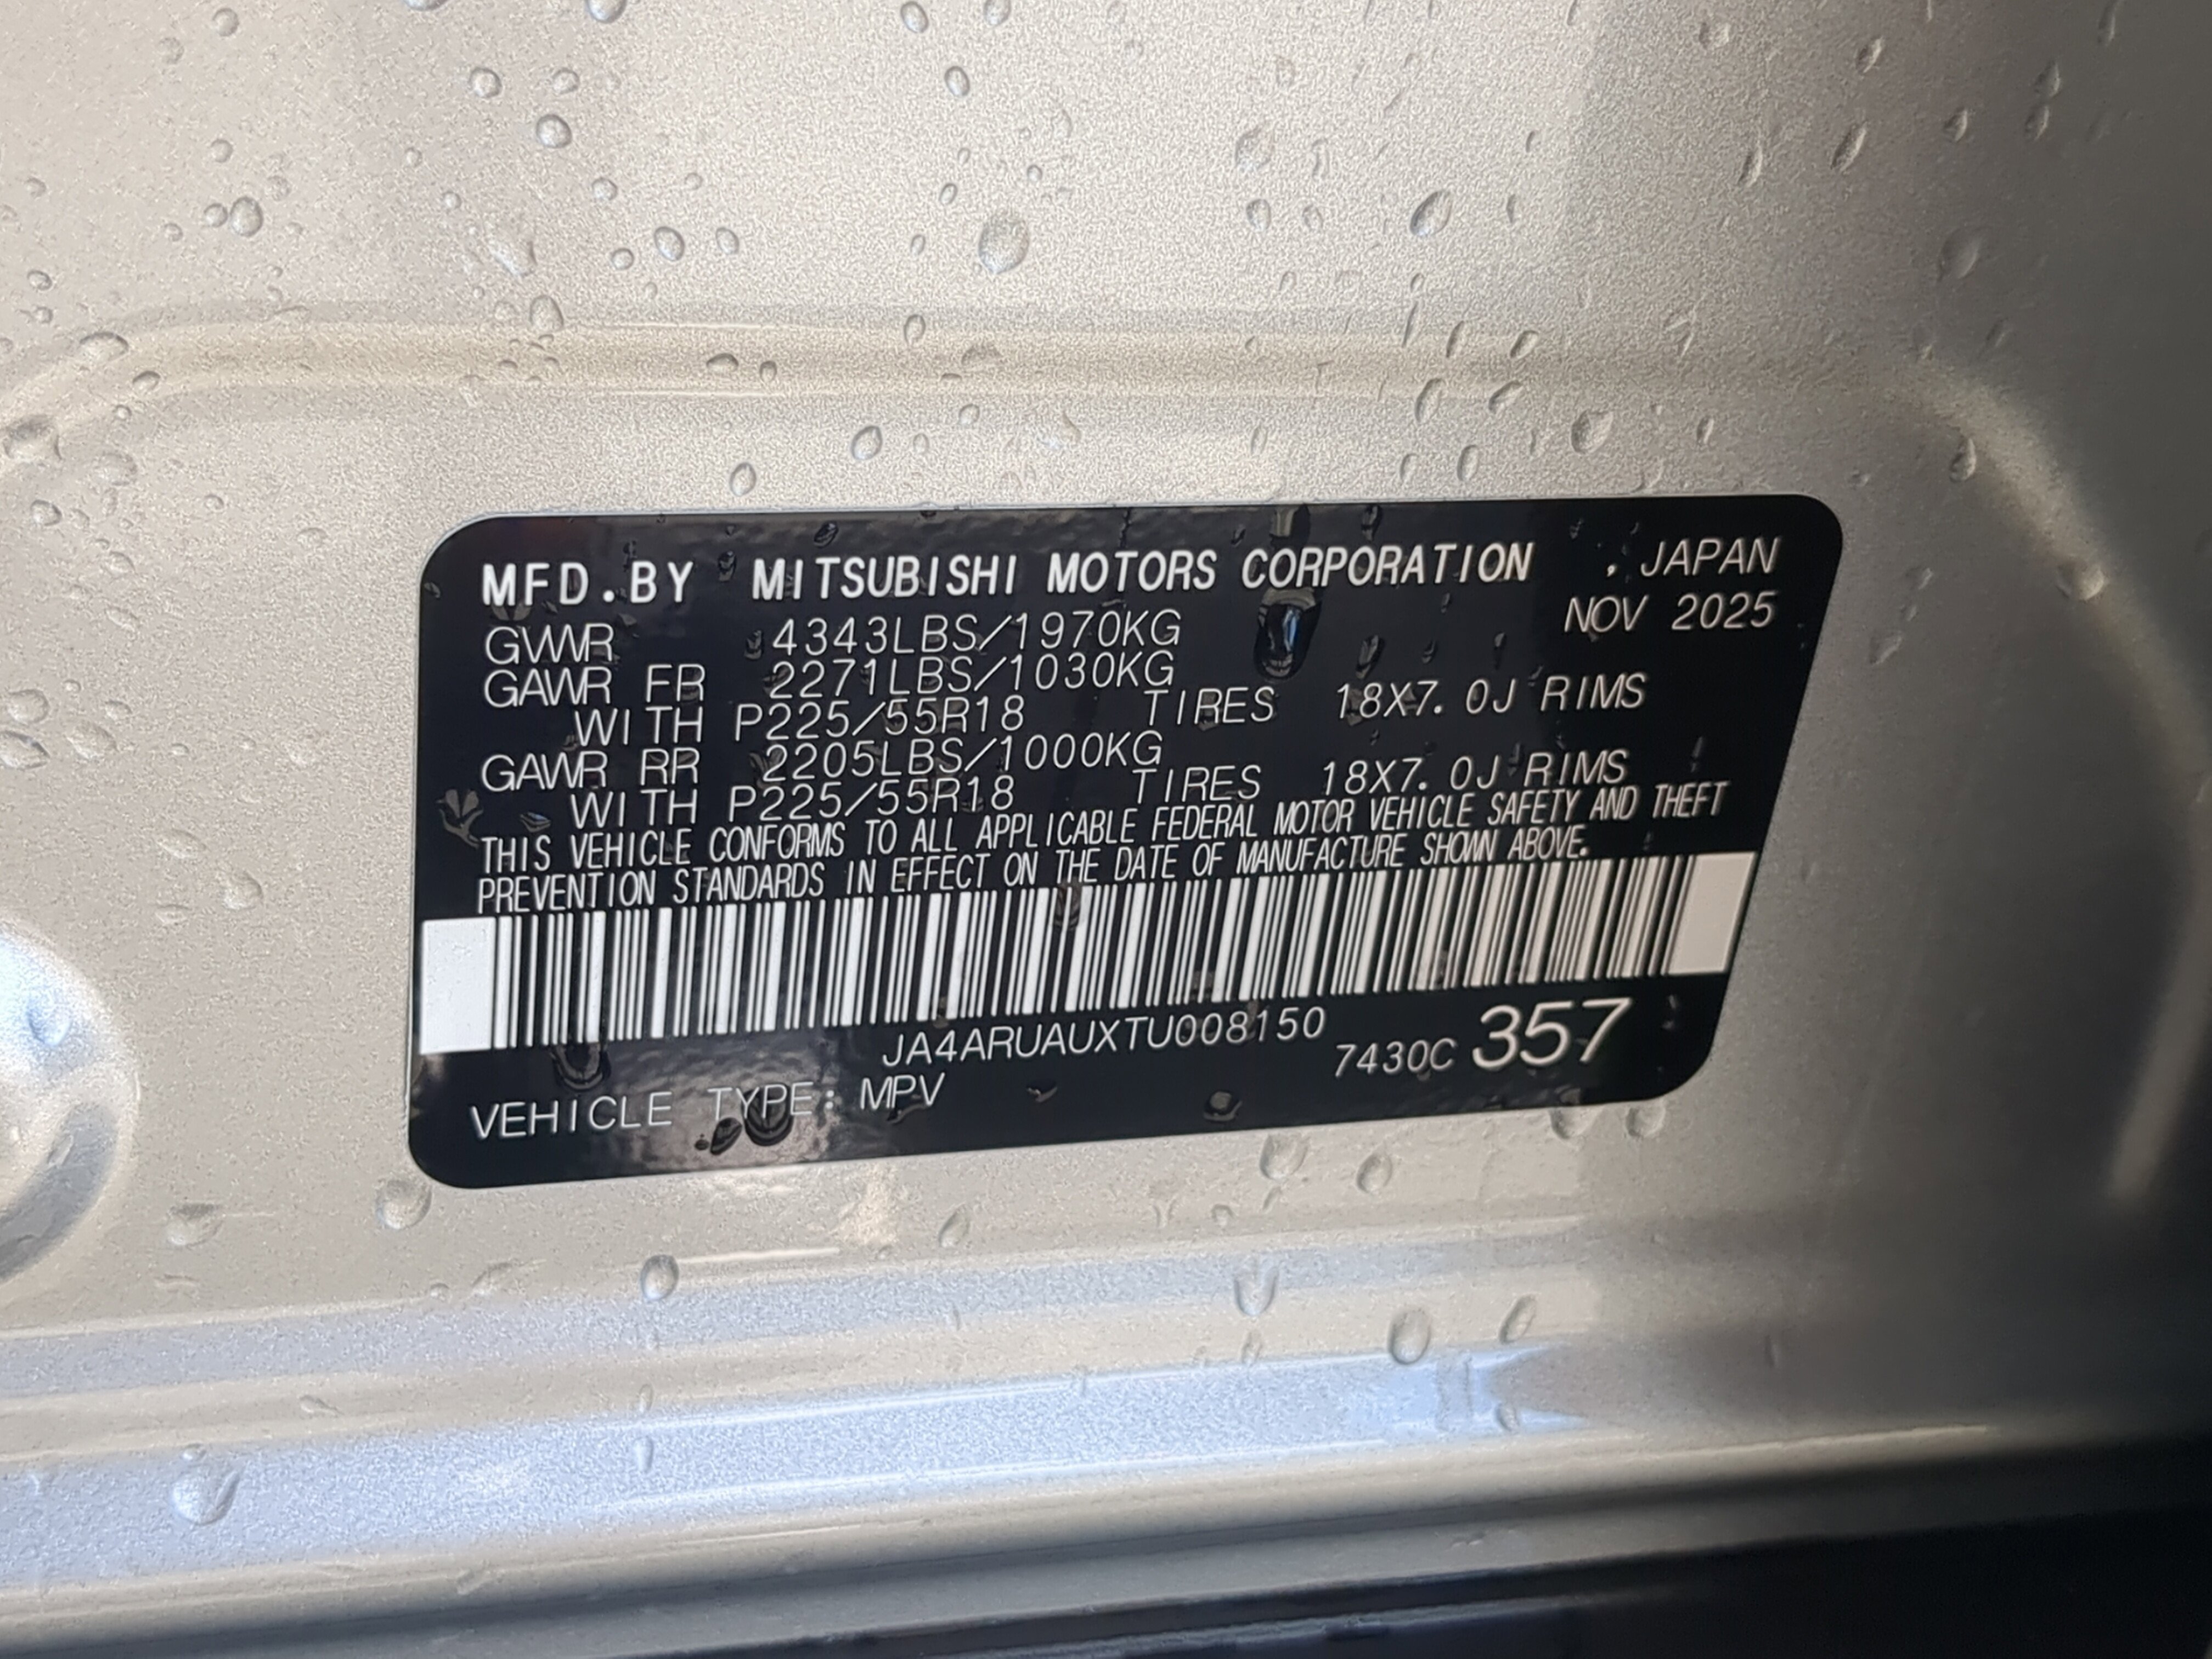 MFD.BY MITSUBISHI MOTORS CORPORATION , JAPAN
NOV 2025
GVWR 4343LBS/1970KG
GAWR FR 2271LBS/1030KG
WITH P225/55R18 TIRES 18X7.0J RIMS
GAWR RR 2205LBS/1000KG
WITH P225/55R18 TIRES 18X7.0J RIMS
THIS VEHICLE CONFORMS TO ALL APPLICABLE FEDERAL MOTOR VEHICLE SAFETY AND THEFT
PREVENTION STANDARDS IN EFFECT ON THE DATE OF MANUFACTURE SHOWN ABOVE.
JA4ARUAUXTU008150
7430C 357
VEHICLE TYPE: MPV